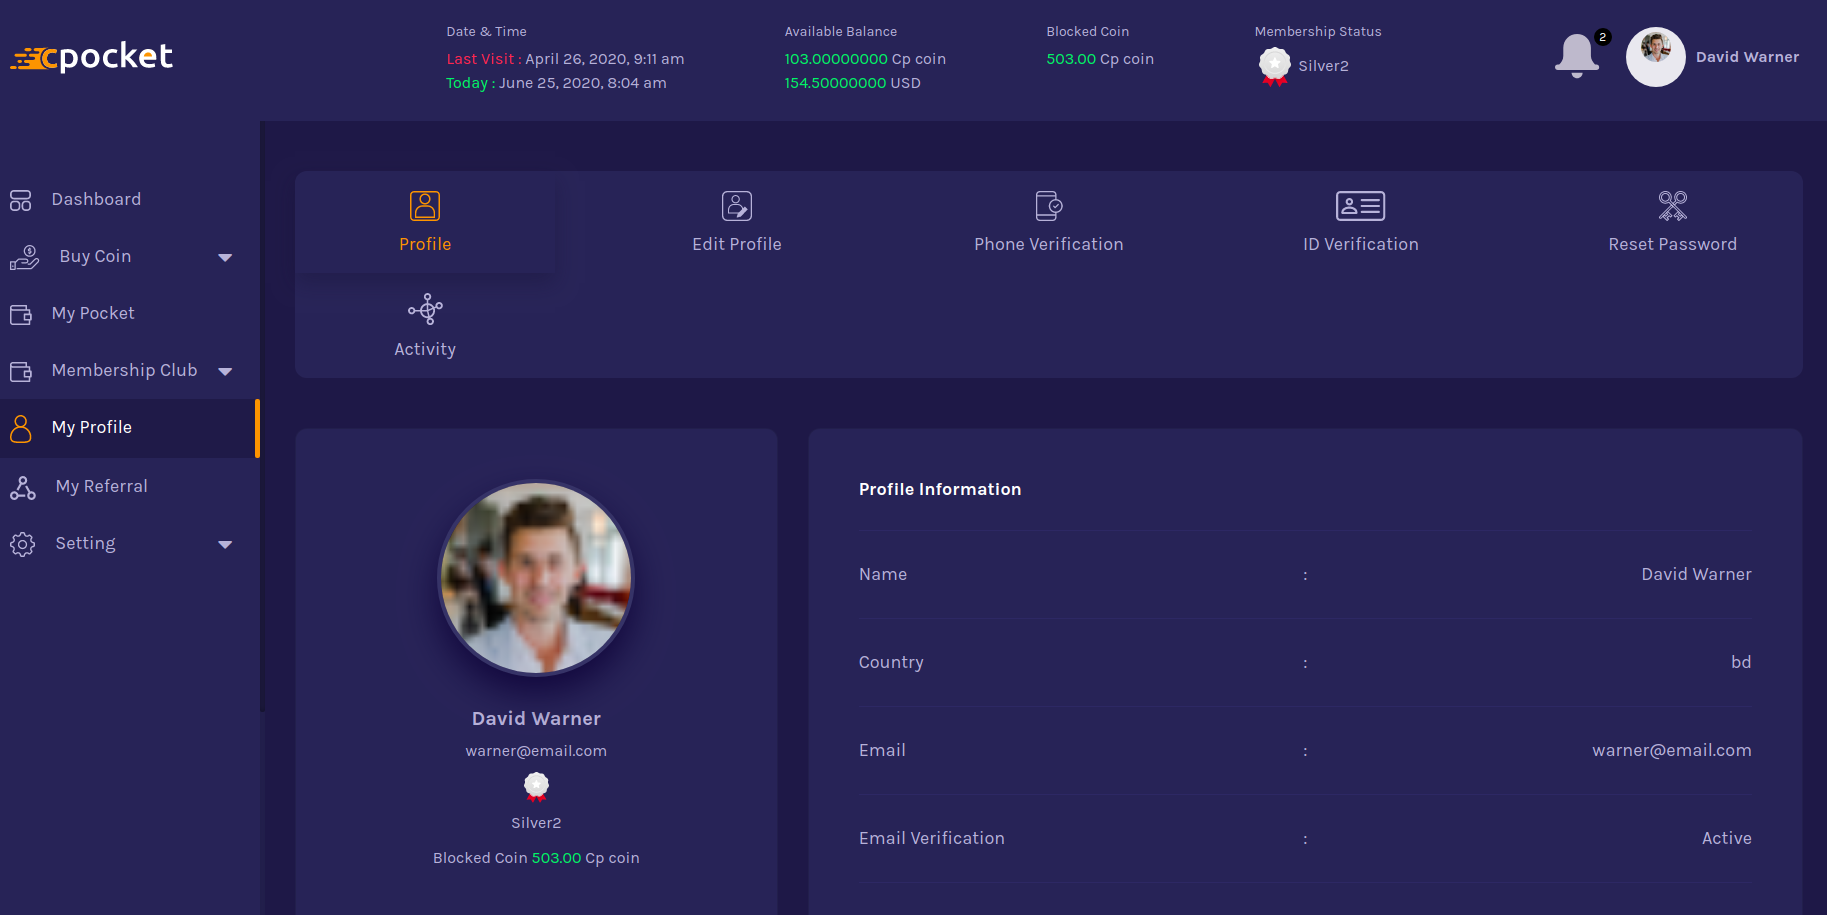 cpocket
Date & Time
Last Visit : April 26, 2020, 9:11 am
Today : June 25, 2020, 8:04 am
Available Balance
103.00000000 Cp coin
154.50000000 USD
Blocked Coin
503.00 Cp coin
Membership Status
Silver2
2
David Warner
Dashboard
Buy Coin
My Pocket
Membership Club
My Profile
My Referral
Setting
Profile
Edit Profile
Phone Verification
ID Verification
Reset Password
Activity
David Warner
warner@email.com
Silver2
Blocked Coin 503.00 Cp coin
Profile Information
Name : David Warner
Country : bd
Email : warner@email.com
Email Verification : Active